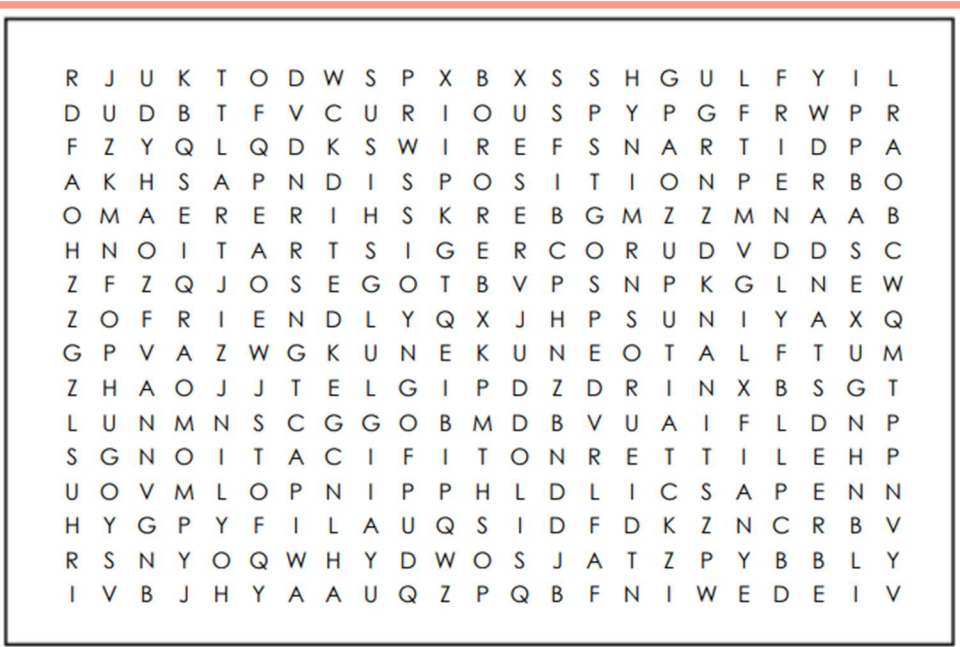 R J U K T O D W S P X B X S S H G U L F Y I L
D U D B T F V C U R I O U S P Y P G F R W P R
F Z Y Q L Q D K S W I R E F S N A R T I D P A
A K H S A P N D I S P O S I T I O N P E R B O
O M A E R E R I H S K R E B G M Z Z M N A A B
H N O I T A R T S I G E R C O R U D V D D S C
Z F Z Q J O S E G O T B V P S N P K G L N E W
Z O F R I E N D L Y Q X J H P S U N I Y A X Q
G P V A Z W G K U N E K U N E O T A L F T U M
Z H A O J J T E L G I P D Z D R I N X B S G T
L U N M N S C G G O B M D B V U A I F L D N P
S G N O I T A C I F I T O N R E T T I L E H P
U O V M L O P N I P P H L D L I C S A P E N N
H Y G P Y F I L A U Q S I D F D K Z N C R B V
R S N Y O Q W H Y D W O S J A T Z P Y B B L Y
I V B J H Y A A U Q Z P Q B F N I W E D E I V